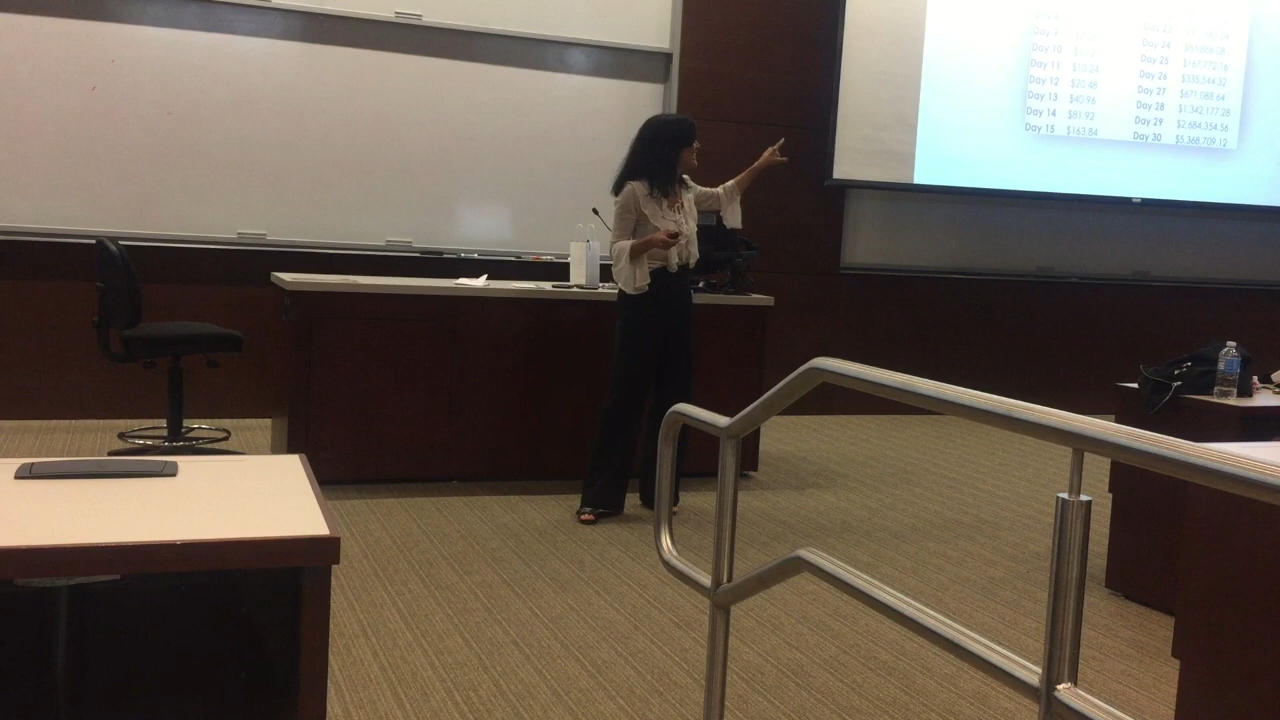 Day 9
Day 10
Day 11 $10.24
Day 12 $20.48
Day 13 $40.96
Day 14 $81.92
Day 15 $163.84
Day 24
Day 25 $167,772.16
Day 26 $335,544.32
Day 27 $671,088.64
Day 28 $1,342,177.28
Day 29 $2,684,354.56
Day 30 $5,368,709.12